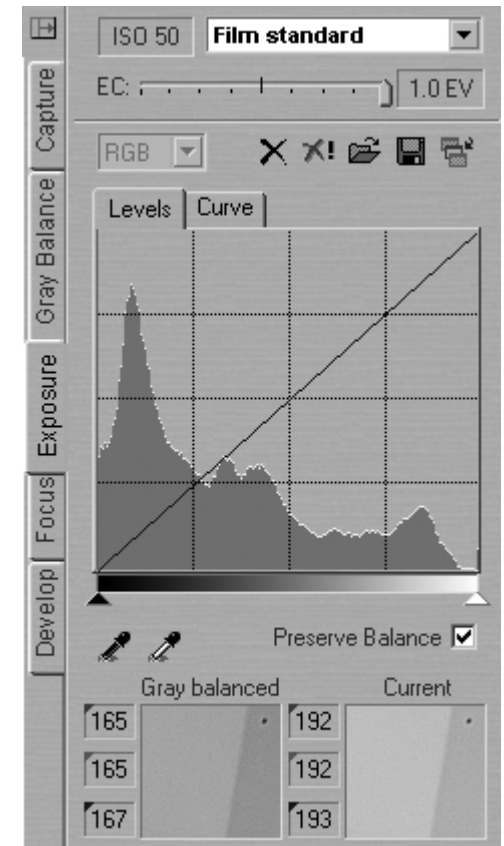 ISO 50 Film standard
EC: 1.0 EV
RGB
Levels Curve
Capture
Gray Balance
Exposure
Focus
Develop
Preserve Balance
Gray balanced Current
165 192
165 192
167 193